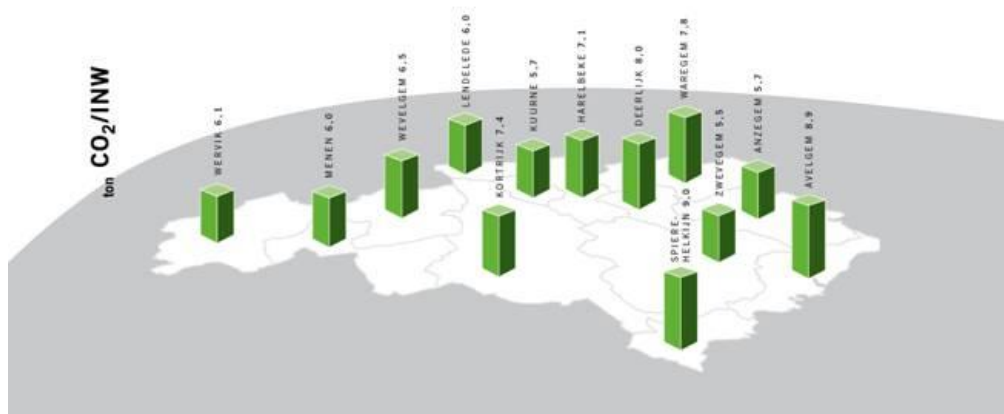 ton CO₂/INW
WERVIK 6,1
MENEN 6,0
WEVELGEM 6,5
LENDELEDE 6,0
KORTRIJK 7,4
KUURNE 5,7
HARELBEKE 7,1
DEERLIJK 8,0
WAREGEM 7,8
SPIERE-
HELKIJN 9,0
ZWEVEGEM 5,5
ANZEGEM 5,7
AVELGEM 8,9